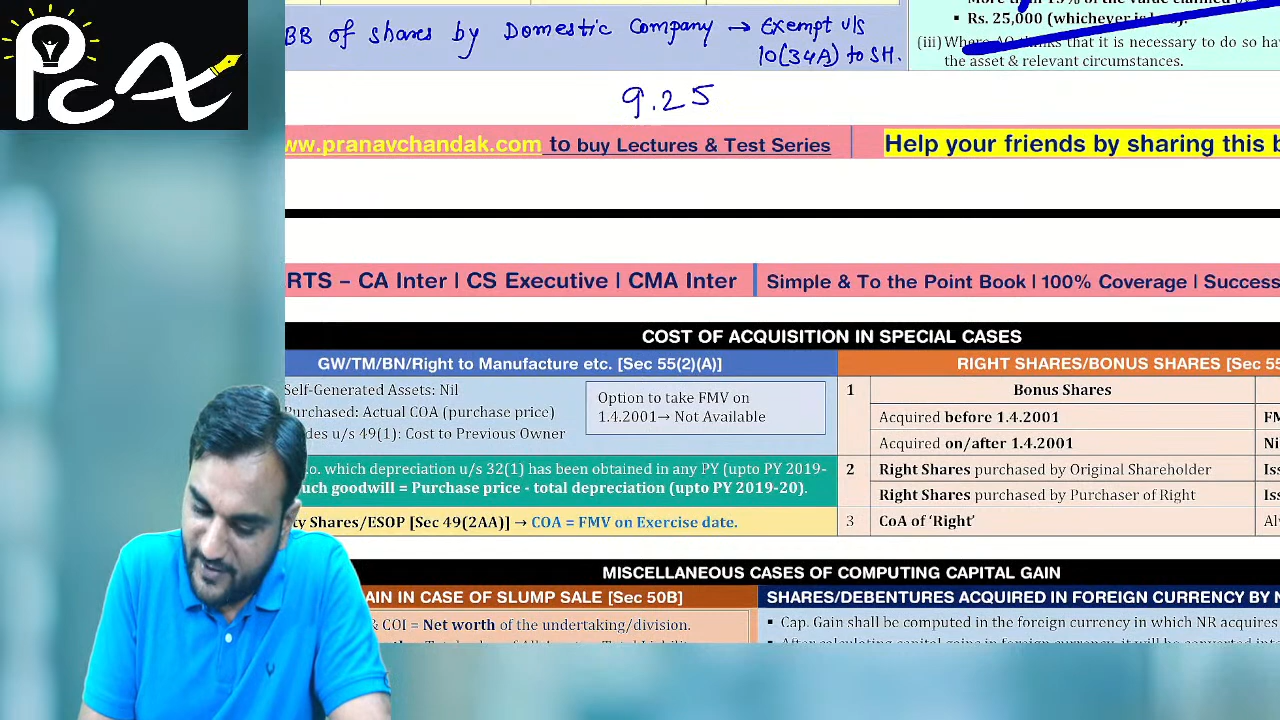 PCA
BB of shares by Domestic Company → Exempt u/s
10(34A) to SH.
9.25
Rs. 25,000 (whichever is
(iii) Where AO thinks that it is necessary to do so
the asset & relevant circumstances.
www.pranavchandak.com to buy Lectures & Test Series
Help your friends by sharing this
RTS – CA Inter | CS Executive | CMA Inter
Simple & To the Point Book | 100% Coverage | Success
COST OF ACQUISITION IN SPECIAL CASES
GW/TM/BN/Right to Manufacture etc. [Sec 55(2)(A)]
Self-Generated Assets: Nil
Purchased: Actual COA (purchase price)
u/s 49(1): Cost to Previous Owner
Option to take FMV on
1.4.2001→ Not Available
which depreciation u/s 32(1) has been obtained in any PY (upto PY 2019-
such goodwill = Purchase price - total depreciation (upto PY 2019-20).
Shares/ESOP [Sec 49(2AA)] → COA = FMV on Exercise date.
RIGHT SHARES/BONUS SHARES [Sec 55
1 Bonus Shares
Acquired before 1.4.2001
Acquired on/after 1.4.2001
2 Right Shares purchased by Original Shareholder
Right Shares purchased by Purchaser of Right
3 CoA of ‘Right’
MISCELLANEOUS CASES OF COMPUTING CAPITAL GAIN
AIN IN CASE OF SLUMP SALE [Sec 50B]
& COI = Net worth of the undertaking/division.
SHARES/DEBENTURES ACQUIRED IN FOREIGN CURRENCY BY
▪ Cap. Gain shall be computed in the foreign currency in which NR acquires